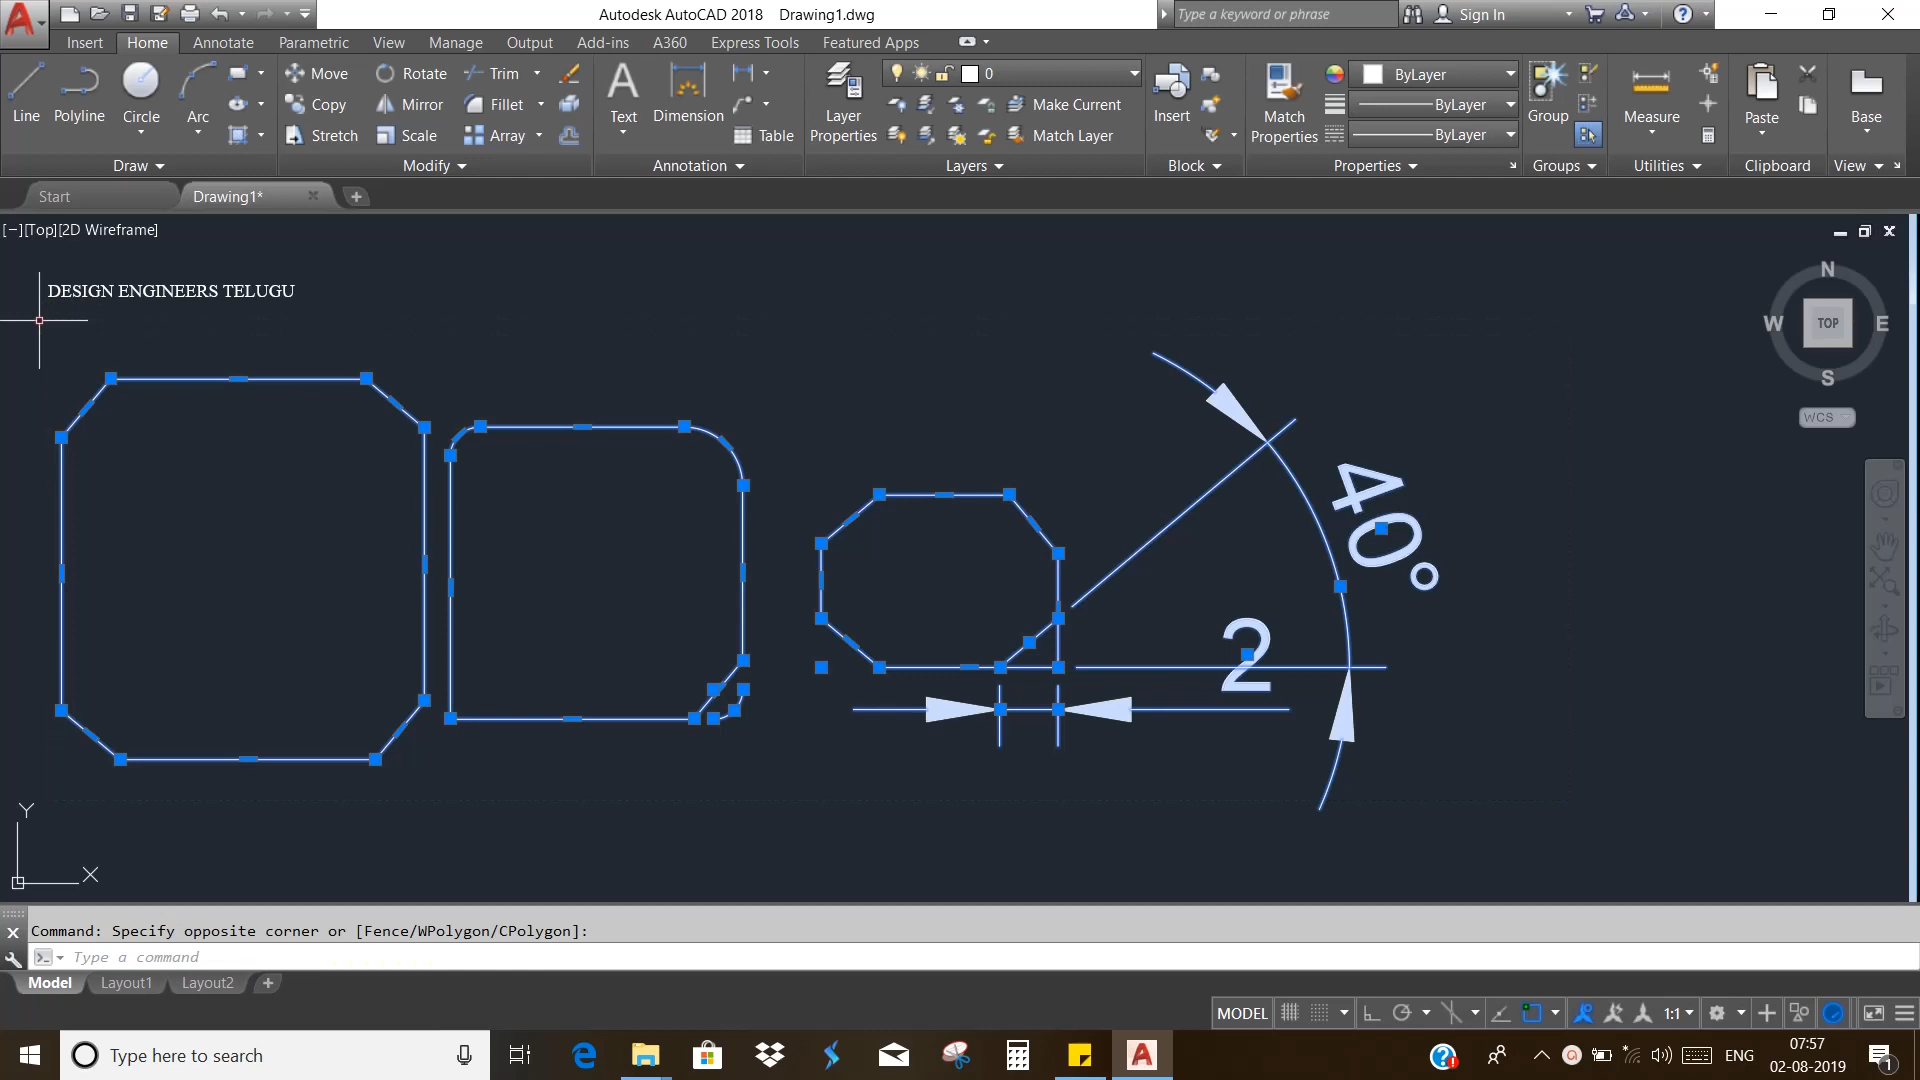 Autodesk AutoCAD 2018 Drawing1.dwg
Type a keyword or phrase
Sign In
Insert Home Annotate Parametric View Manage Output Add-ins A360 Express Tools Featured Apps
Line Polyline Circle Arc
Move Rotate Trim
Copy Mirror Fillet
Stretch Scale Array
Text Dimension Table
Layer Properties
0
Make Current
Match Layer
Insert
Match Properties
ByLayer
ByLayer
ByLayer
Group Measure Paste Base
Draw Modify Annotation Layers Block Properties Groups Utilities Clipboard View
Start Drawing1*
[−][Top][2D Wireframe]
DESIGN ENGINEERS TELUGU
N
W TOP E
S
WCS
40°
2
Y
X
Command: Specify opposite corner or [Fence/WPolygon/CPolygon]:
Type a command
Model Layout1 Layout2
MODEL 1:1
Type here to search
ENG
07:57
02-08-2019
1